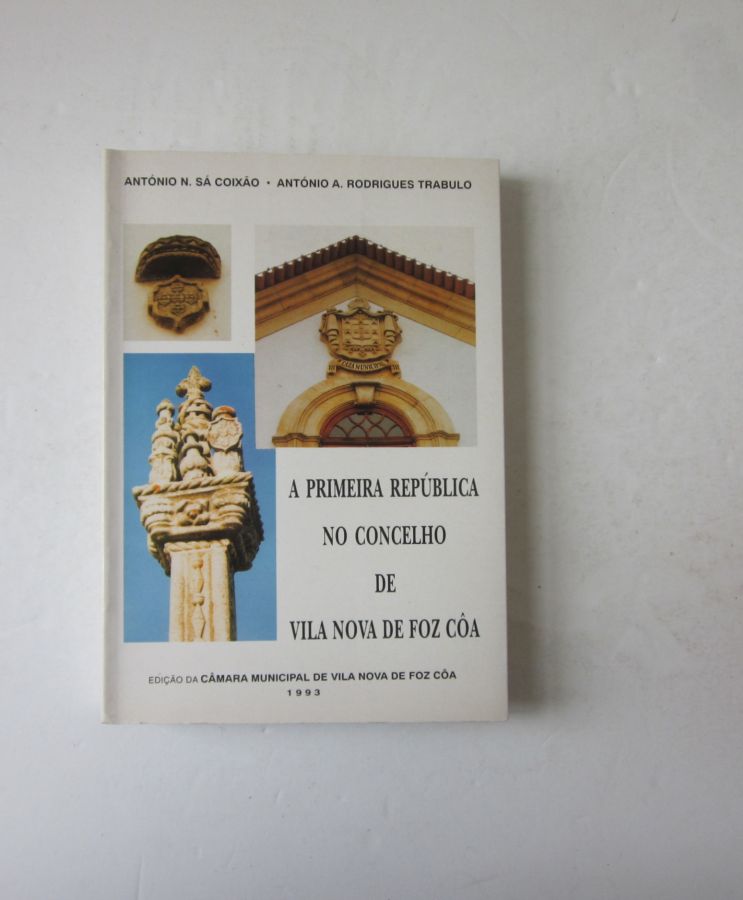 ANTÓNIO N. SÁ COIXÃO • ANTÓNIO A. RODRIGUES TRABULO
A PRIMEIRA REPÚBLICA
NO CONCELHO
DE
VILA NOVA DE FOZ CÔA
EDIÇÃO DA CÂMARA MUNICIPAL DE VILA NOVA DE FOZ CÔA
1993